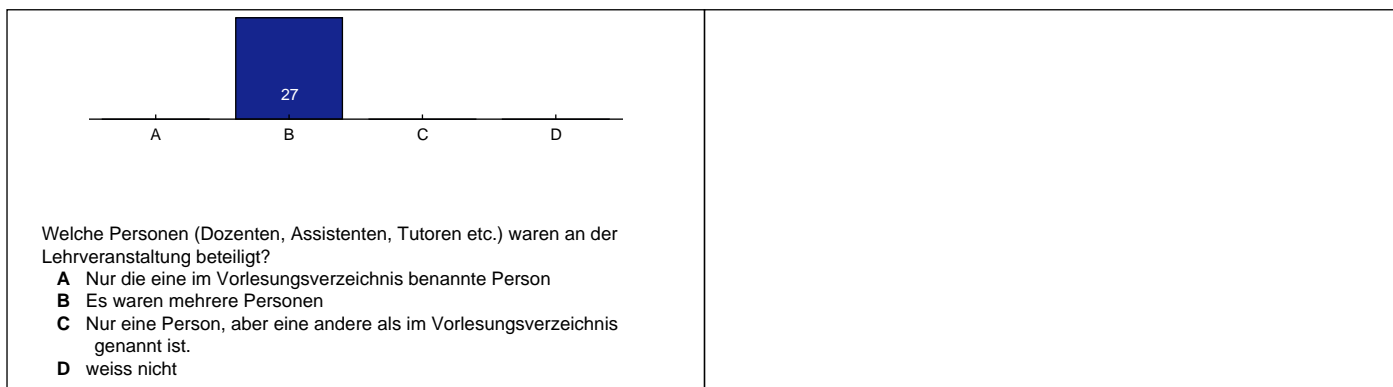 27
A B C D
Welche Personen (Dozenten, Assistenten, Tutoren etc.) waren an der
Lehrveranstaltung beteiligt?
A Nur die eine im Vorlesungsverzeichnis benannte Person
B Es waren mehrere Personen
C Nur eine Person, aber eine andere als im Vorlesungsverzeichnis
genannt ist.
D weiss nicht